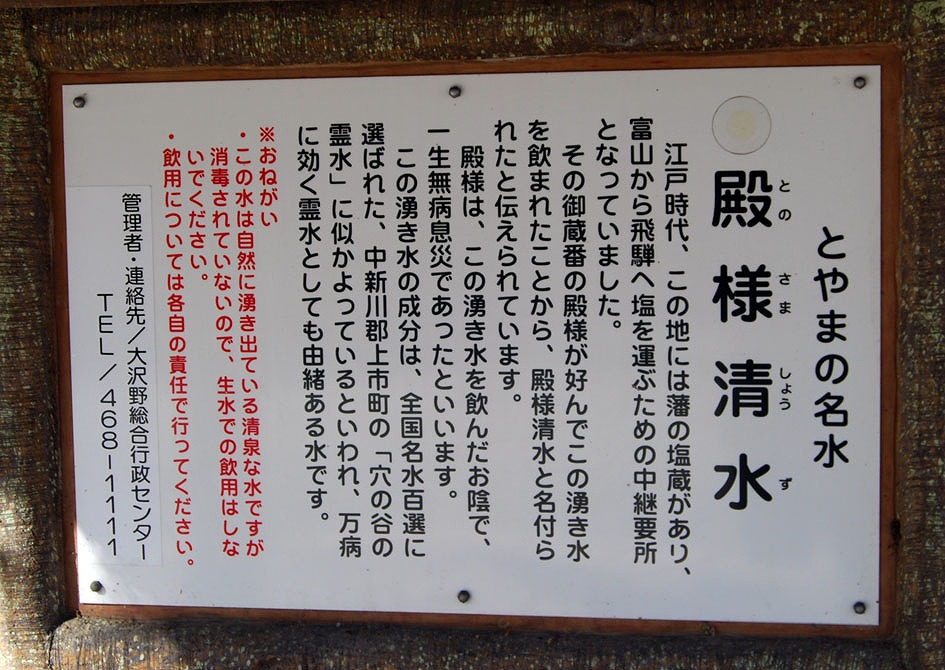 とやまの名水
殿様清水
とのさましょうず
江戸時代、この地には藩の塩蔵があり、
富山から飛騨へ塩を運ぶための中継要所
となっていました。
その御蔵番の殿様が好んでこの湧き水
を飲まれたことから、殿様清水と名付ら
れたと伝えられています。
殿様は、この湧き水を飲んだお陰で、
一生無病息災であったといいます。
この湧き水の成分は、全国名水百選に
選ばれた、中新川郡上市町の「穴の谷の
霊水」に似かよっているといわれ、万病
に効く霊水としても由緒ある水です。
※おねがい
・この水は自然に湧き出ている清泉な水ですが
消毒されていないので、生水での飲用はしな
いでください。
・飲用については各自の責任で行ってください。
管理者・連絡先／大沢野総合行政センター
TEL／468-1111